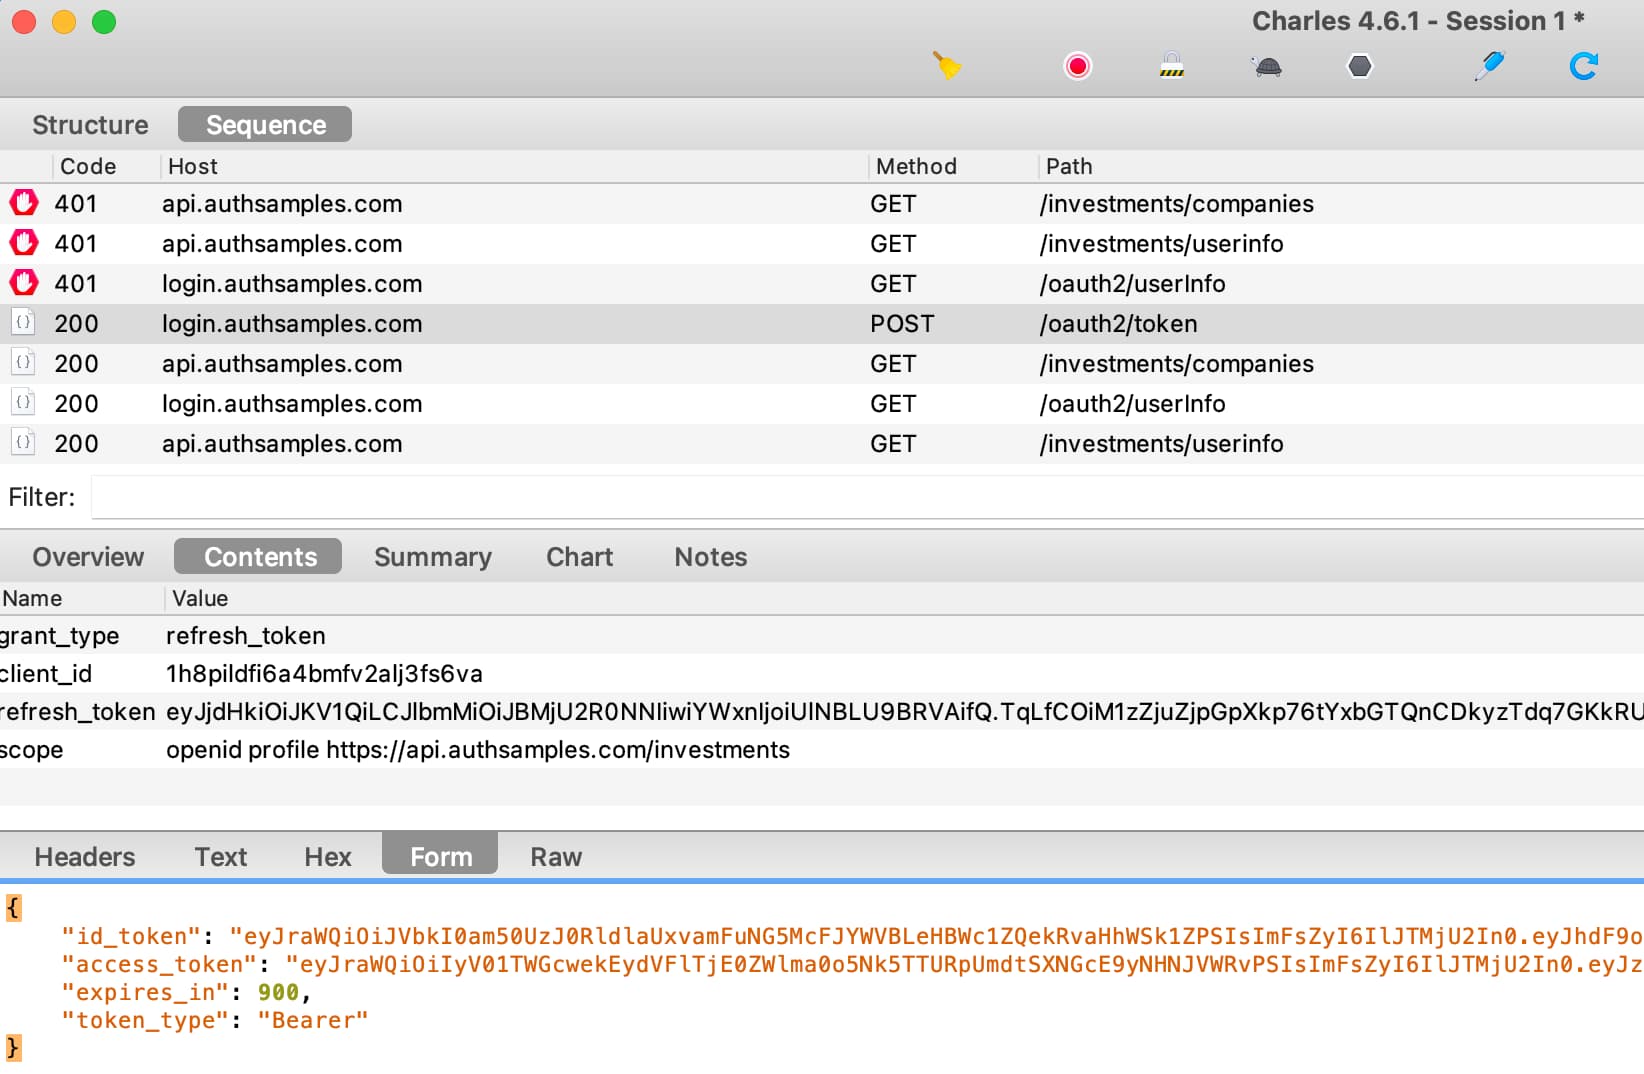 Charles 4.6.1 - Session 1 *
Structure Sequence
Code Host Method Path
401 api.authsamples.com GET /investments/companies
401 api.authsamples.com GET /investments/userinfo
401 login.authsamples.com GET /oauth2/userInfo
200 login.authsamples.com POST /oauth2/token
200 api.authsamples.com GET /investments/companies
200 login.authsamples.com GET /oauth2/userInfo
200 api.authsamples.com GET /investments/userinfo
Filter:
Overview Contents Summary Chart Notes
Name Value
grant_type refresh_token
client_id 1h8pildfi6a4bmfv2alj3fs6va
refresh_token eyJjdHkiOiJKV1QiLCJlbmMiOiJBMjU2R0NNIiwiYWxnIjoiUlNBLU9BRVAifQ.TqLfCOiM1zZjuZjpGpXkp76tYxbGTQnCDkyzTdq7GKkRU
scope openid profile https://api.authsamples.com/investments
Headers Text Hex Form Raw
{
"id_token": "eyJraWQiOiJVbkI0am50UzJ0RldlaUxvamFuNG5McFJYWVBLeHBWc1ZQekRvaHhWSk1ZPSIsImFsZyI6IlJTMjU2In0.eyJhdF9o
"access_token": "eyJraWQiOiIyV01TWGcwekEydVFlTjE0ZWlma0o5Nk5TTURpUmdtSXNGcE9yNHNJVWRvPSIsImFsZyI6IlJTMjU2In0.eyJz
"expires_in": 900,
"token_type": "Bearer"
}